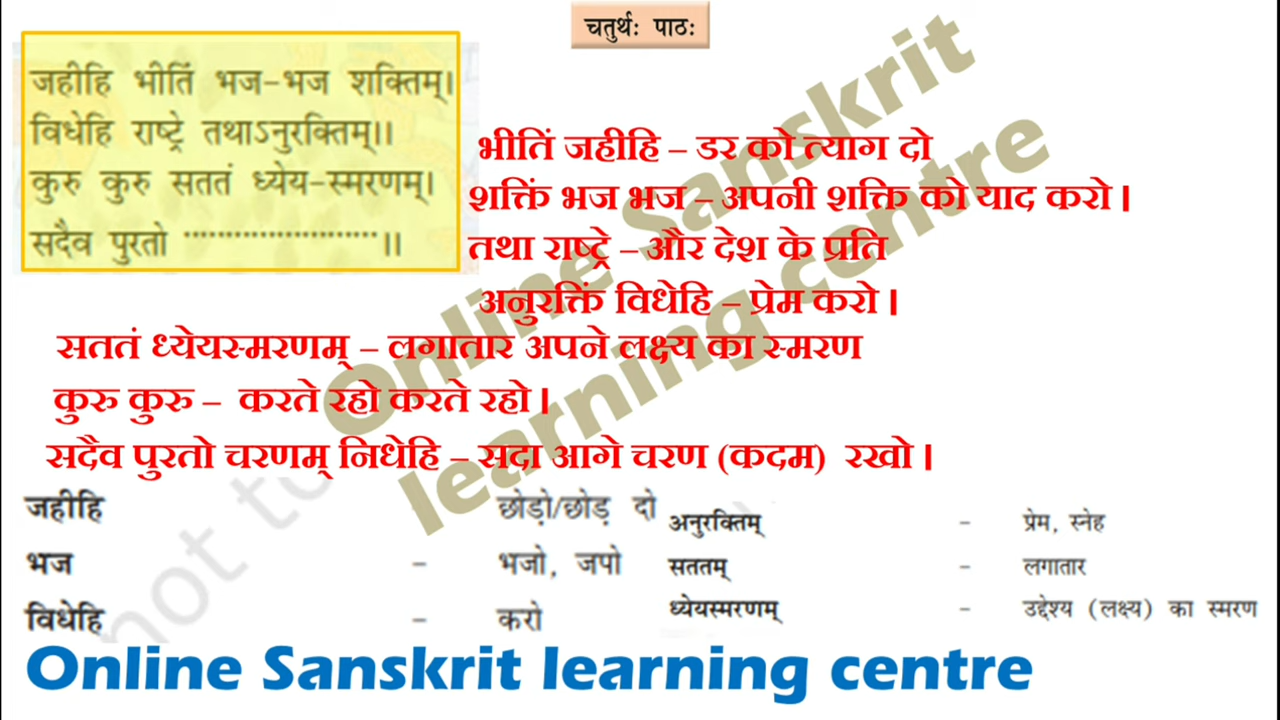 चतुर्थः पाठः
जहीहि भीतिं भज-भज शक्तिम्।
विधेहि राष्ट्रे तथाऽनुरक्तिम्।।
कुरु कुरु सततं ध्येय-स्मरणम्।
सदैव पुरतो ......................।।
भीतिं जहीहि – डर को त्याग दो
शक्तिं भज भज – अपनी शक्ति को याद करो ।
तथा राष्ट्रे – और देश के प्रति
अनुरक्तिं विधेहि – प्रेम करो ।
सततं ध्येयस्मरणम् – लगातार अपने लक्ष्य का स्मरण
कुरु कुरु – करते रहो करते रहो ।
सदैव पुरतो चरणम् निधेहि – सदा आगे चरण (कदम) रखो ।
जहीहि छोड़ो/छोड़ दो
भज – भजो, जपो
विधेहि – करो
अनुरक्तिम् – प्रेम, स्नेह
सततम् – लगातार
ध्येयस्मरणम् – उद्देश्य (लक्ष्य) का स्मरण
Online Sanskrit
learning centre
not to
Online Sanskrit learning centre